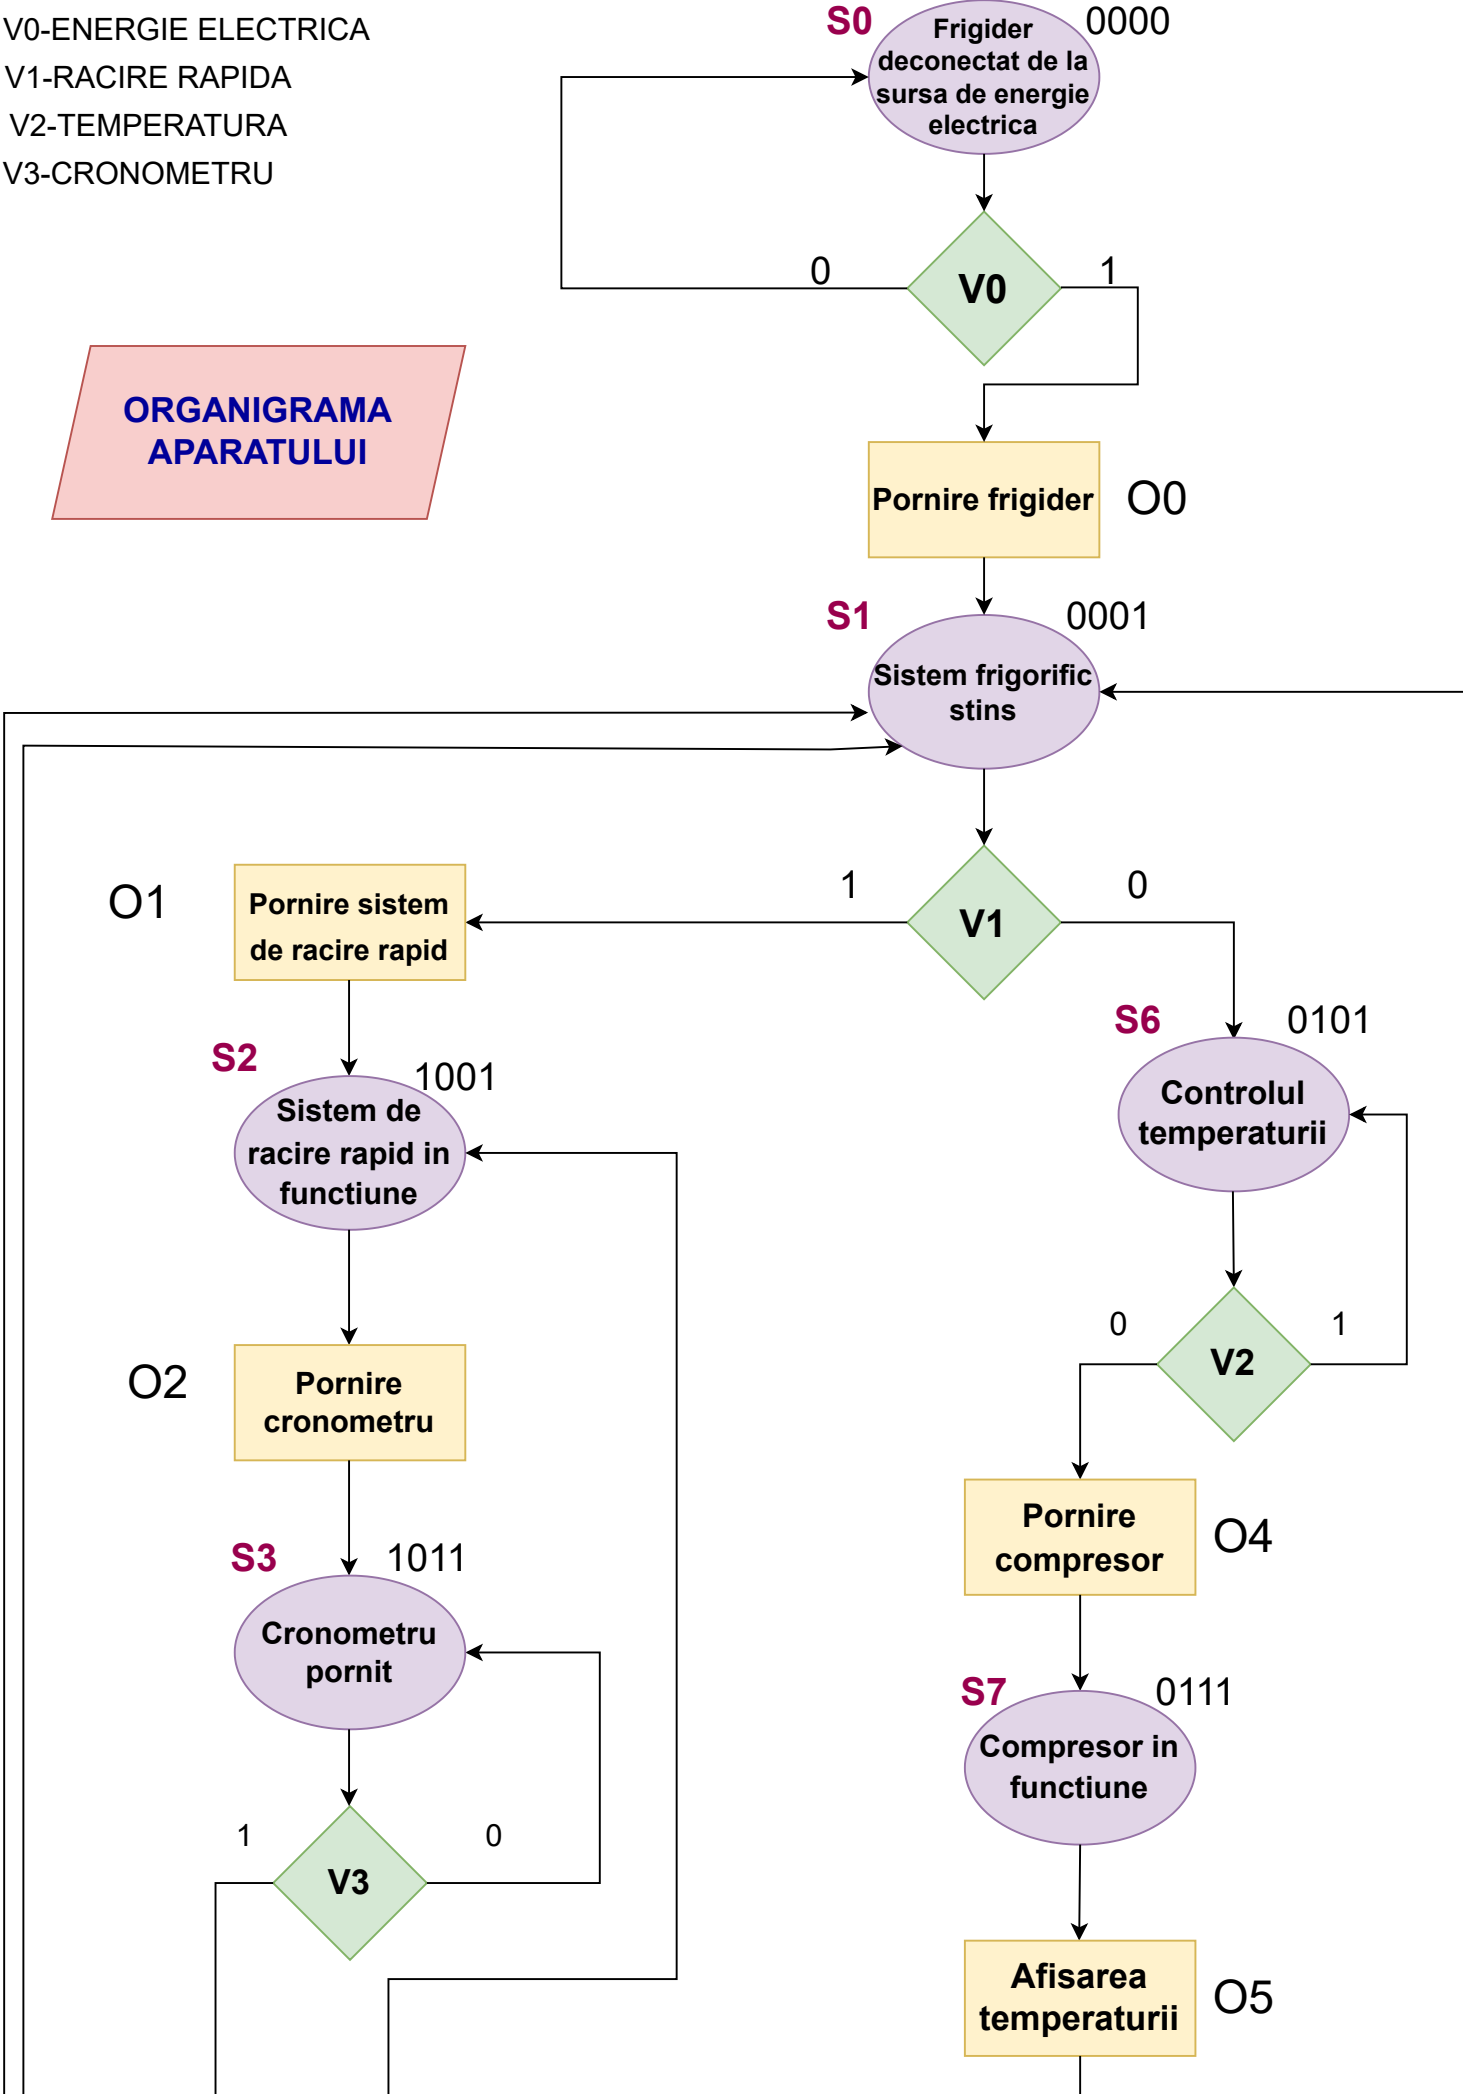 V0-ENERGIE ELECTRICA
V1-RACIRE RAPIDA
V2-TEMPERATURA
V3-CRONOMETRU
S0
0000
Frigider
deconectat de la
sursa de energie
electrica
0
V0
1
ORGANIGRAMA
APARATULUI
Pornire frigider
O0
S1
0001
Sistem frigorific
stins
1
V1
0
O1
Pornire sistem
de racire rapid
S2
1001
Sistem de
racire rapid in
functiune
S6
0101
Controlul
temperaturii
0
V2
1
O2
Pornire
cronometru
Pornire
compresor
O4
S3
1011
Cronometru
pornit
S7
0111
Compresor in
functiune
1
V3
0
Afisarea
temperaturii
O5